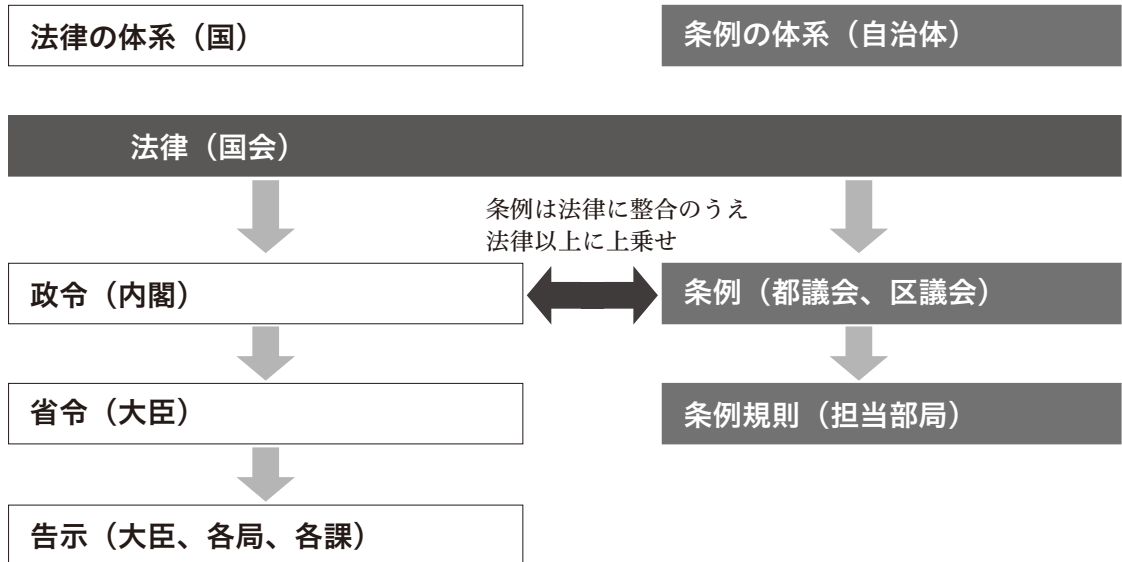 法律の体系（国）
条例の体系（自治体）
法律（国会）
条例は法律に整合のうえ
法律以上に上乗せ
政令（内閣）
条例（都議会、区議会）
省令（大臣）
条例規則（担当部局）
告示（大臣、各局、各課）